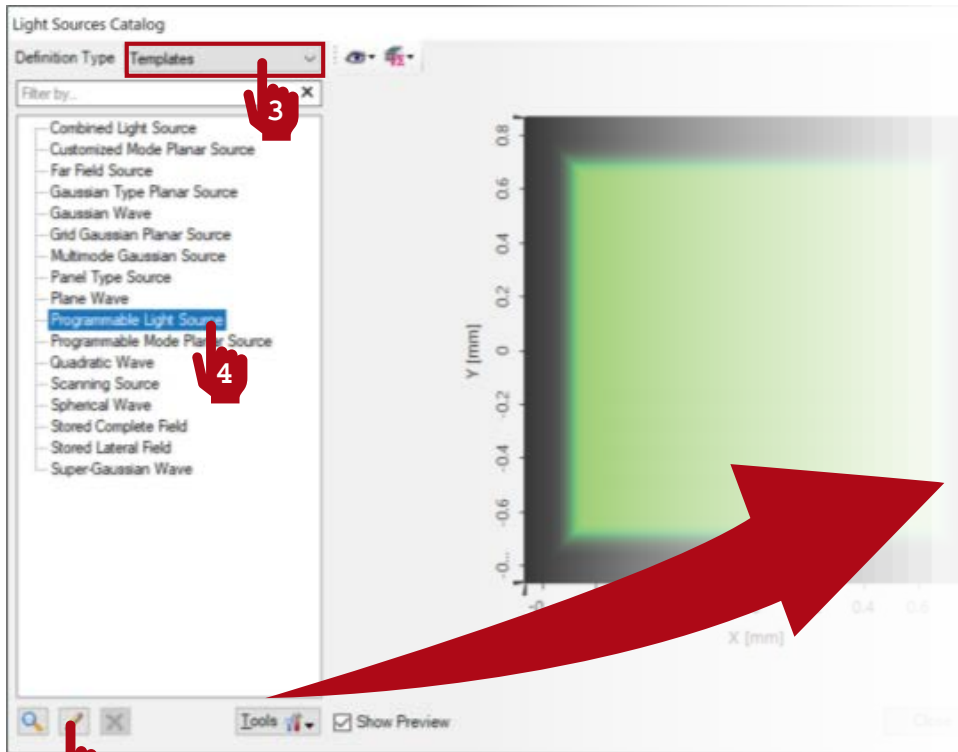 Light Sources Catalog
Definition Type Templates
Filter by...
3
Combined Light Source
Customized Mode Planar Source
Far Field Source
Gaussian Type Planar Source
Gaussian Wave
Grid Gaussian Planar Source
Multimode Gaussian Source
Panel Type Source
Plane Wave
Programmable Light Source
Programmable Mode Planar Source
Quadratic Wave
4
Scanning Source
Spherical Wave
Stored Complete Field
Stored Lateral Field
Super-Gaussian Wave
0.8
0.6
0.4
0.2
0
-0.2
-0.4
-0.6
-0...
Y [mm]
-0
0.4 0.6
X [mm]
Tools
Show Preview
Close